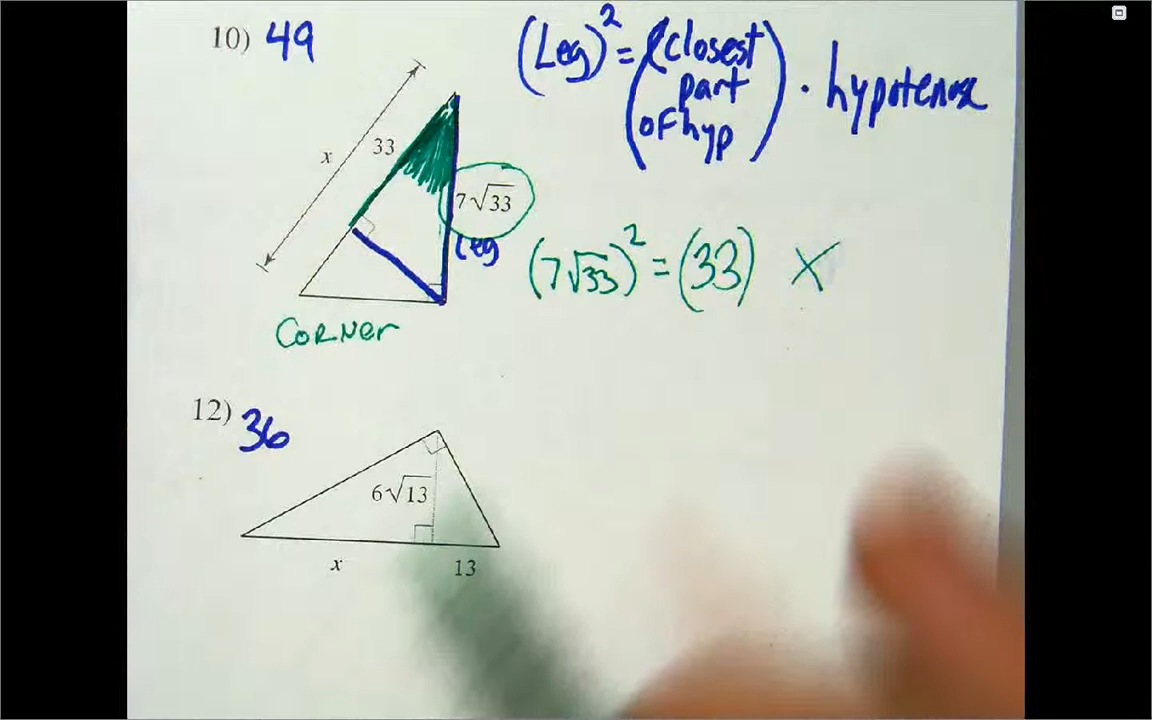 10) 49
(Leg)² = (closest part of hyp) · hypotenuse
x
33
7√33
Leg
(7√33)² = (33) X
CORNer
12) 36
6√13
x
13